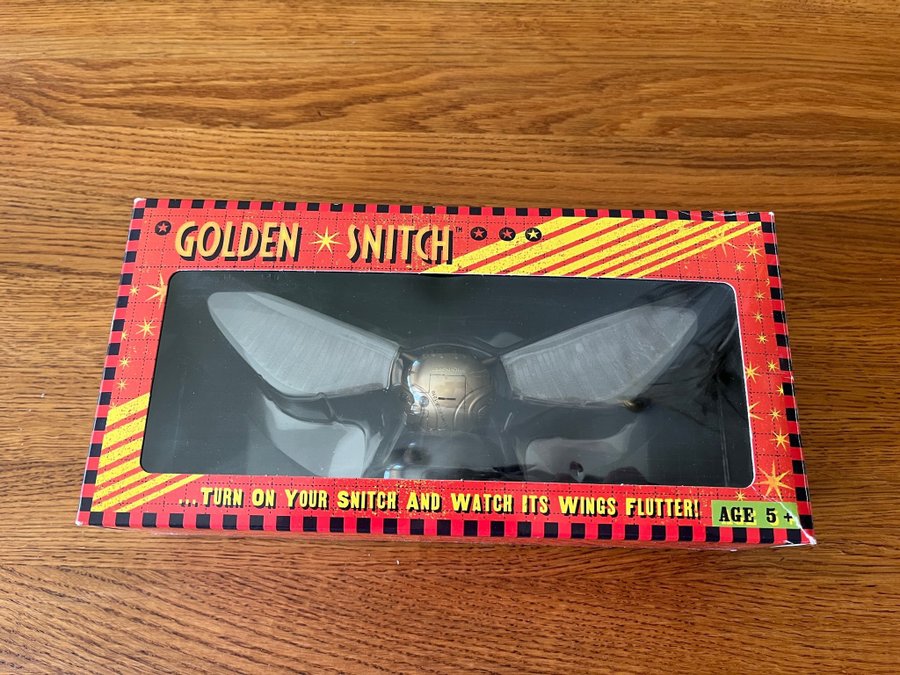 GOLDEN SNITCH™
...TURN ON YOUR SNITCH AND WATCH ITS WINGS FLUTTER!
AGE 5+